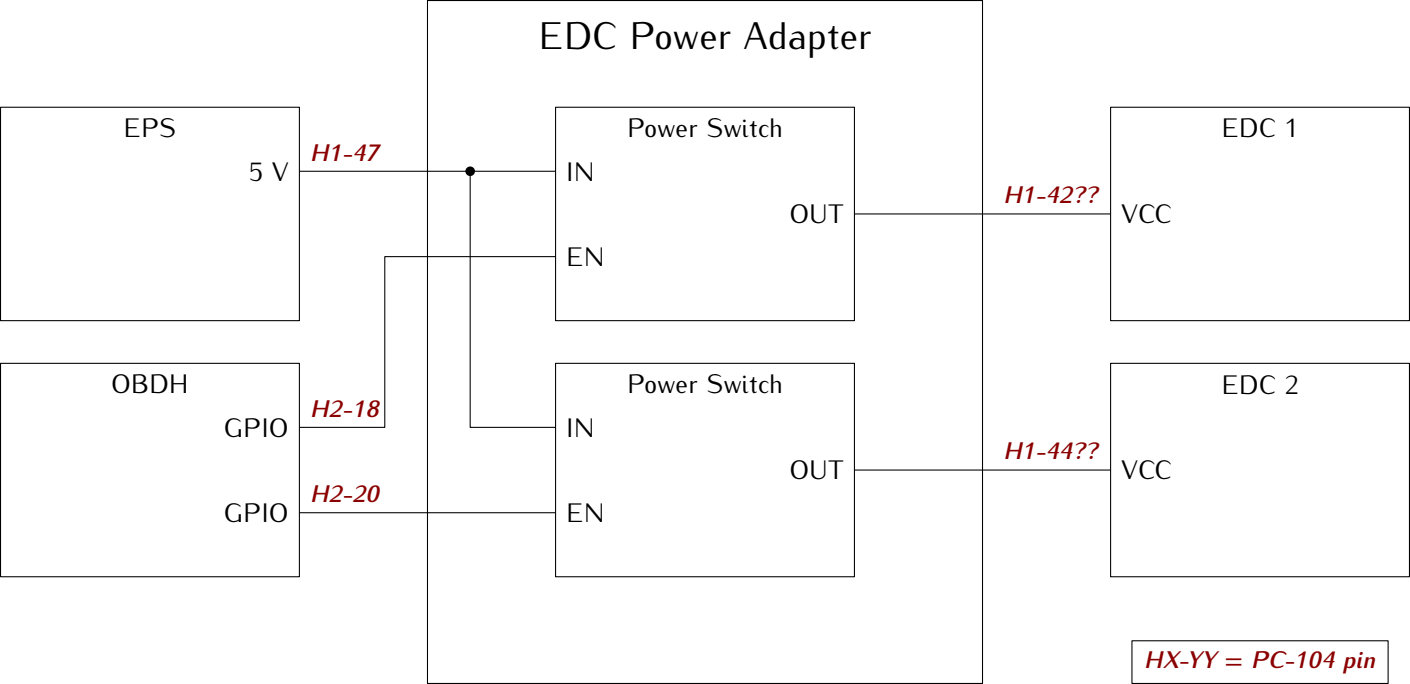 EDC Power Adapter
EPS
5 V
H1-47
Power Switch
IN
OUT
EN
H1-42??
EDC 1
VCC
OBDH
GPIO
H2-18
GPIO
H2-20
Power Switch
IN
OUT
EN
H1-44??
EDC 2
VCC
HX-YY = PC-104 pin